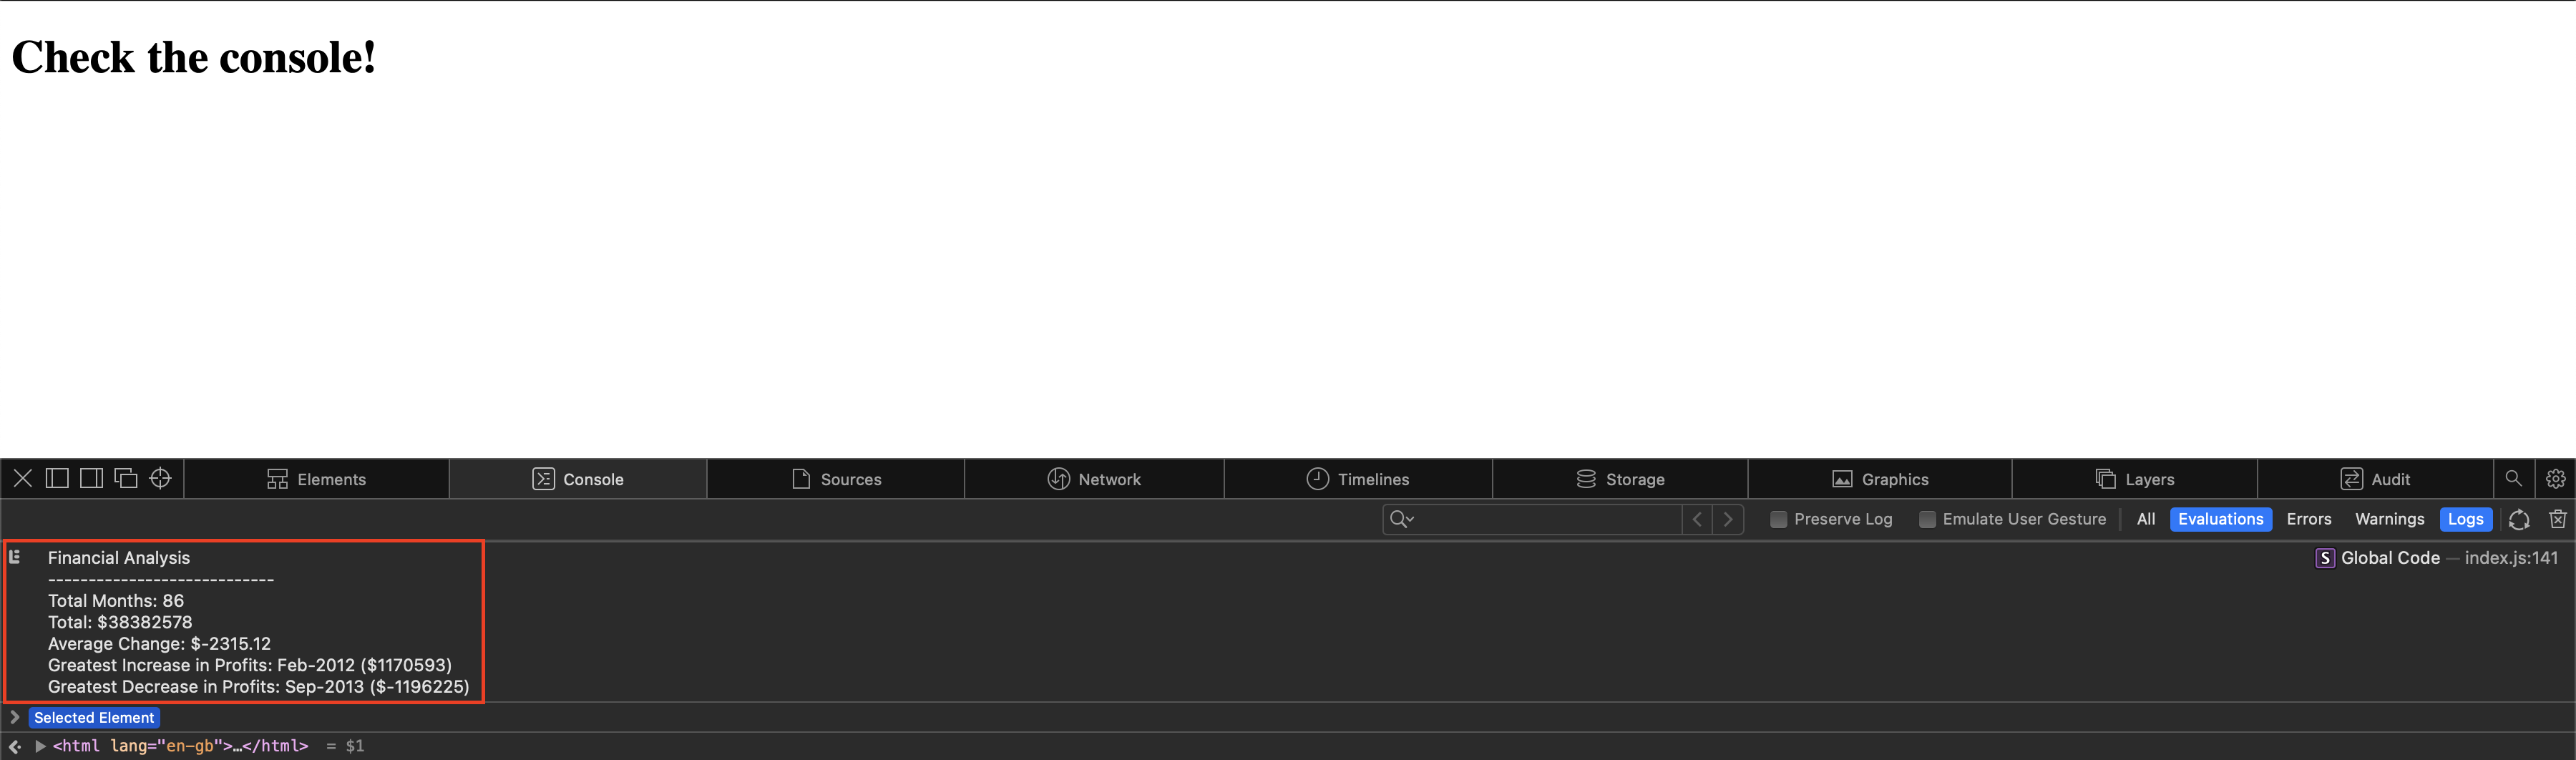 Check the console!
Elements Console Sources Network Timelines Storage Graphics Layers Audit
Preserve Log Emulate User Gesture All Evaluations Errors Warnings Logs
Financial Analysis S Global Code — index.js:141
----------------------------
Total Months: 86
Total: $38382578
Average Change: $-2315.12
Greatest Increase in Profits: Feb-2012 ($1170593)
Greatest Decrease in Profits: Sep-2013 ($-1196225)
Selected Element
<html lang="en-gb">…</html> = $1